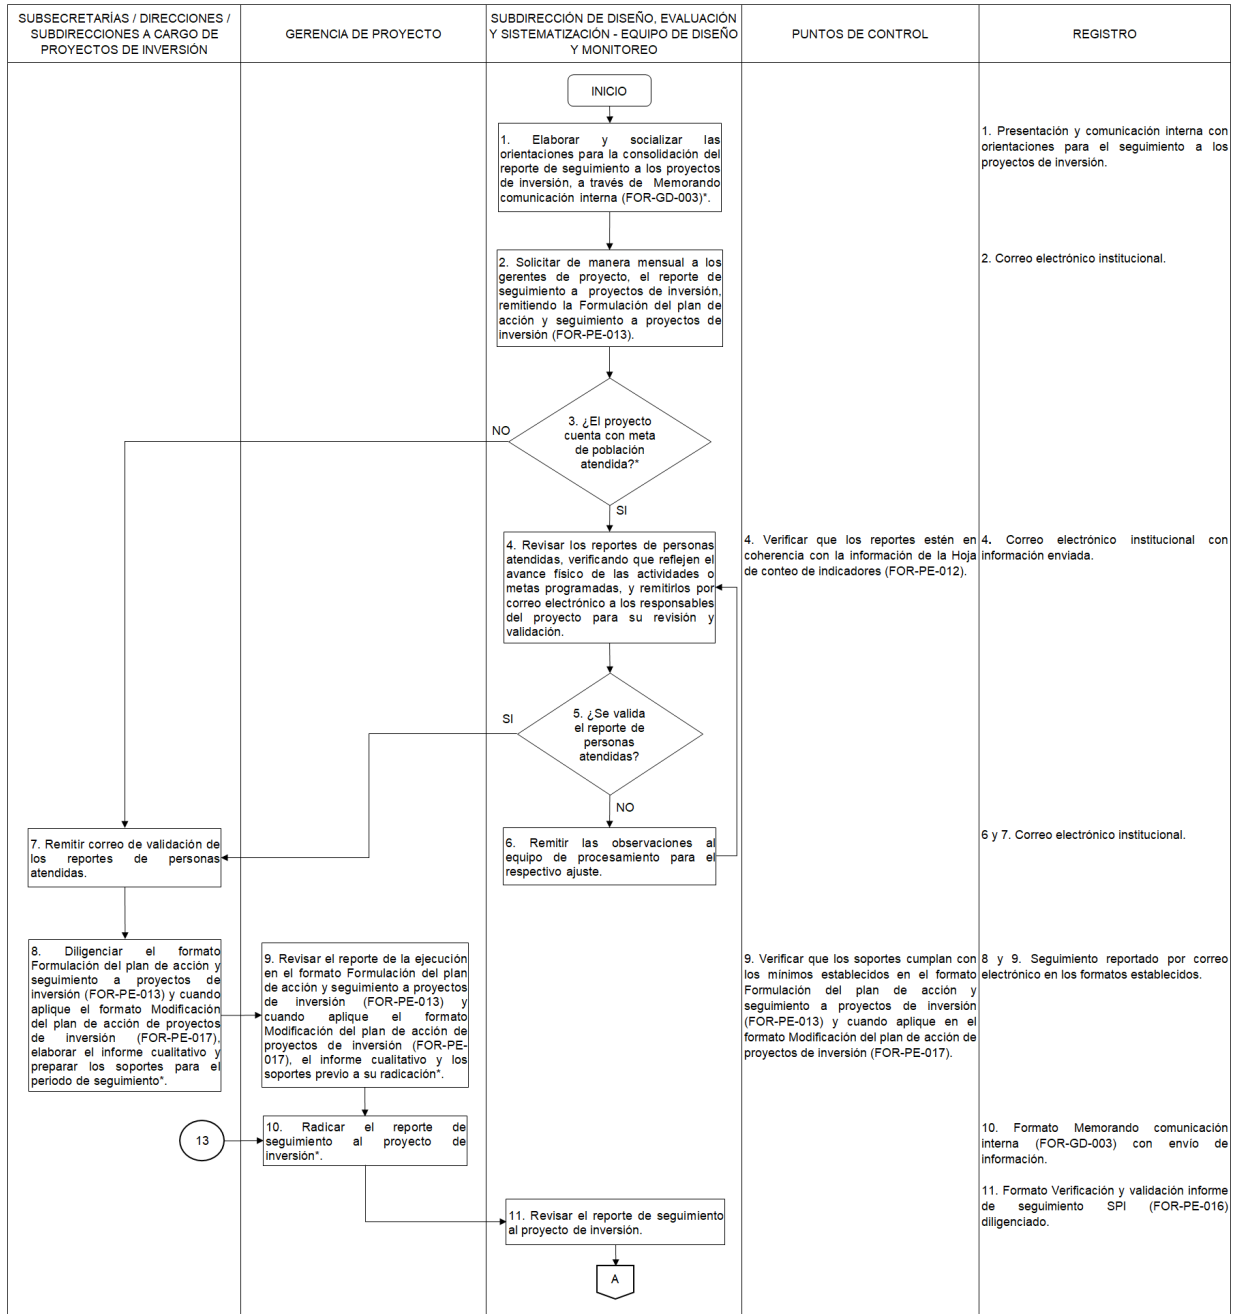 SUBSECRETARÍAS / DIRECCIONES /
SUBDIRECCIONES A CARGO DE
PROYECTOS DE INVERSIÓN
GERENCIA DE PROYECTO
SUBDIRECCIÓN DE DISEÑO, EVALUACIÓN
Y SISTEMATIZACIÓN - EQUIPO DE DISEÑO
Y MONITOREO
PUNTOS DE CONTROL
REGISTRO
INICIO
1. Elaborar y socializar las
orientaciones para la consolidación del
reporte de seguimiento a los proyectos
de inversión, a través de Memorando
comunicación interna (FOR-GD-003)*.
1. Presentación y comunicación interna con
orientaciones para el seguimiento a los
proyectos de inversión.
2. Solicitar de manera mensual a los
gerentes de proyecto, el reporte de
seguimiento a proyectos de inversión,
remitiendo la Formulación del plan de
acción y seguimiento a proyectos de
inversión (FOR-PE-013).
2. Correo electrónico institucional.
3. ¿El proyecto
cuenta con meta
de población
atendida?*
NO
SI
4. Revisar los reportes de personas
atendidas, verificando que reflejen el
avance físico de las actividades o
metas programadas, y remitirlos por
correo electrónico a los responsables
del proyecto para su revisión y
validación.
4. Verificar que los reportes estén en
coherencia con la información de la Hoja
de conteo de indicadores (FOR-PE-012).
4. Correo electrónico institucional con
información enviada.
5. ¿Se valida
el reporte de
personas
atendidas?
SI
NO
6. Remitir las observaciones al
equipo de procesamiento para el
respectivo ajuste.
6 y 7. Correo electrónico institucional.
7. Remitir correo de validación de
los reportes de personas
atendidas.
8. Diligenciar el formato
Formulación del plan de acción y
seguimiento a proyectos de
inversión (FOR-PE-013) y cuando
aplique el formato Modificación
del plan de acción de proyectos
de inversión (FOR-PE-017),
elaborar el informe cualitativo y
preparar los soportes para el
periodo de seguimiento*.
9. Revisar el reporte de la ejecución
en el formato Formulación del plan
de acción y seguimiento a proyectos
de inversión (FOR-PE-013) y
cuando aplique el formato
Modificación del plan de acción de
proyectos de inversión (FOR-PE-
017), el informe cualitativo y los
soportes previo a su radicación*.
9. Verificar que los soportes cumplan con
los mínimos establecidos en el formato
Formulación del plan de acción y
seguimiento a proyectos de inversión
(FOR-PE-013) y cuando aplique en el
formato Modificación del plan de acción de
proyectos de inversión (FOR-PE-017).
8 y 9. Seguimiento reportado por correo
electrónico en los formatos establecidos.
13
10. Radicar el reporte de
seguimiento al proyecto de
inversión*.
10. Formato Memorando comunicación
interna (FOR-GD-003) con envío de
información.
11. Revisar el reporte de seguimiento
al proyecto de inversión.
11. Formato Verificación y validación informe
de seguimiento SPI (FOR-PE-016)
diligenciado.
A